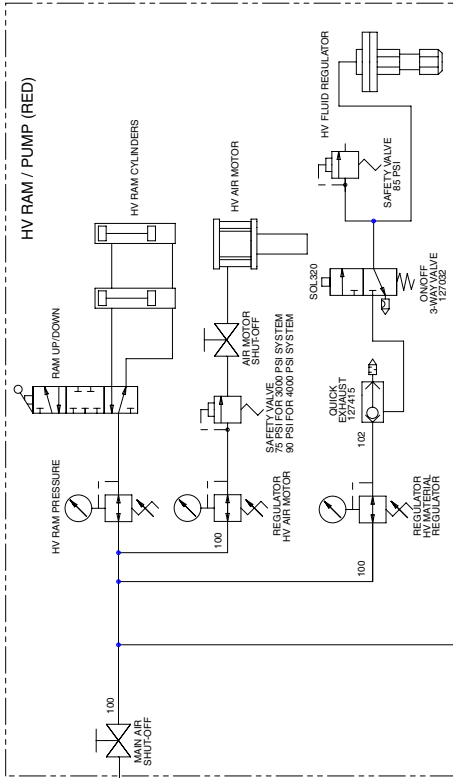 HV RAM / PUMP (RED)
HV RAM CYLINDERS
RAM UP/DOWN
HV RAM PRESSURE
HV AIR MOTOR
AIR MOTOR
SHUT-OFF
SAFETY VALVE
75 PSI FOR 3000 PSI SYSTEM
90 PSI FOR 4000 PSI SYSTEM
REGULATOR
HV AIR MOTOR
100
HV FLUID REGULATOR
SAFETY VALVE
85 PSI
SOL320
ON/OFF
3-WAY VALVE
127032
QUICK
EXHAUST
127415
102
REGULATOR
HV MATERIAL
REGULATOR
100
100
MAIN AIR
SHUT-OFF